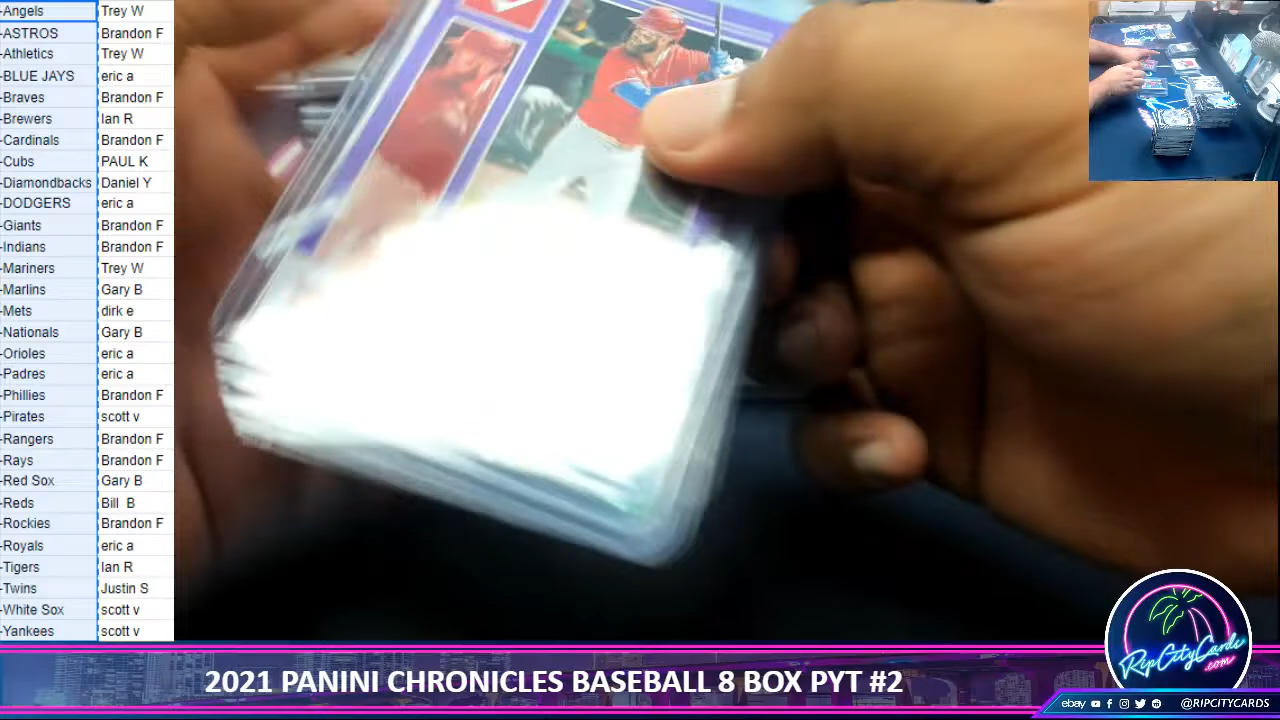 -Angels Trey W
-ASTROS Brandon F
-Athletics Trey W
-BLUE JAYS eric a
-Braves Brandon F
-Brewers Ian R
-Cardinals Brandon F
-Cubs PAUL K
-Diamondbacks Daniel Y
-DODGERS eric a
-Giants Brandon F
-Indians Brandon F
-Mariners Trey W
-Marlins Gary B
-Mets dirk e
-Nationals Gary B
-Orioles eric a
-Padres eric a
-Phillies Brandon F
-Pirates scott v
-Rangers Brandon F
-Rays Brandon F
-Red Sox Gary B
-Reds Bill B
-Rockies Brandon F
-Royals eric a
-Tigers Ian R
-Twins Justin S
-White Sox scott v
-Yankees scott v
RipCityCards
.com
2021 PANINI CHRONICLES BASEBALL 8 BOX PYT #2
ebay @RIPCITYCARDS